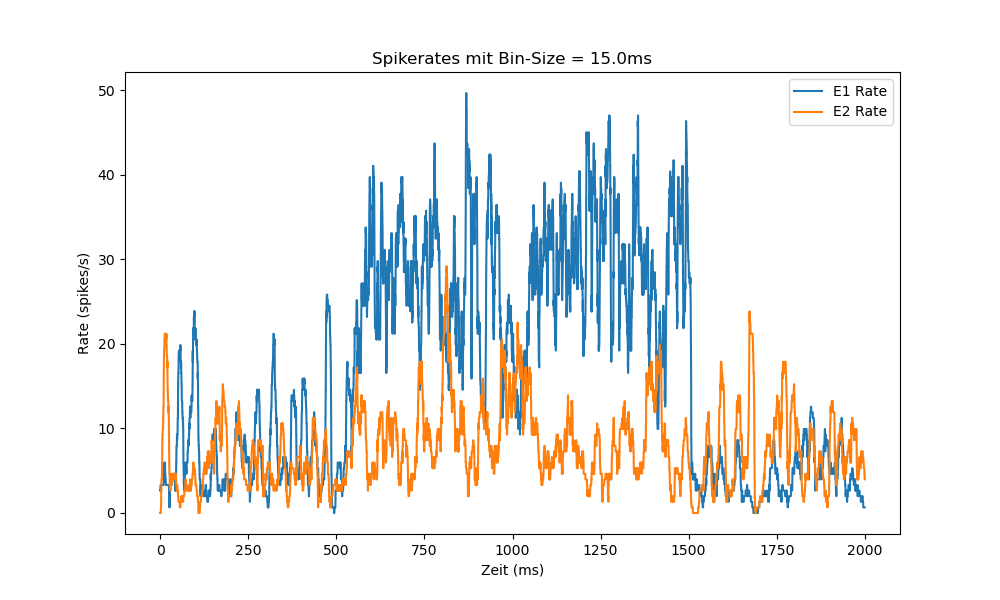 Spikerates mit Bin-Size = 15.0ms
E1 Rate
E2 Rate
50
40
30
20
10
0
Rate (spikes/s)
0 250 500 750 1000 1250 1500 1750 2000
Zeit (ms)